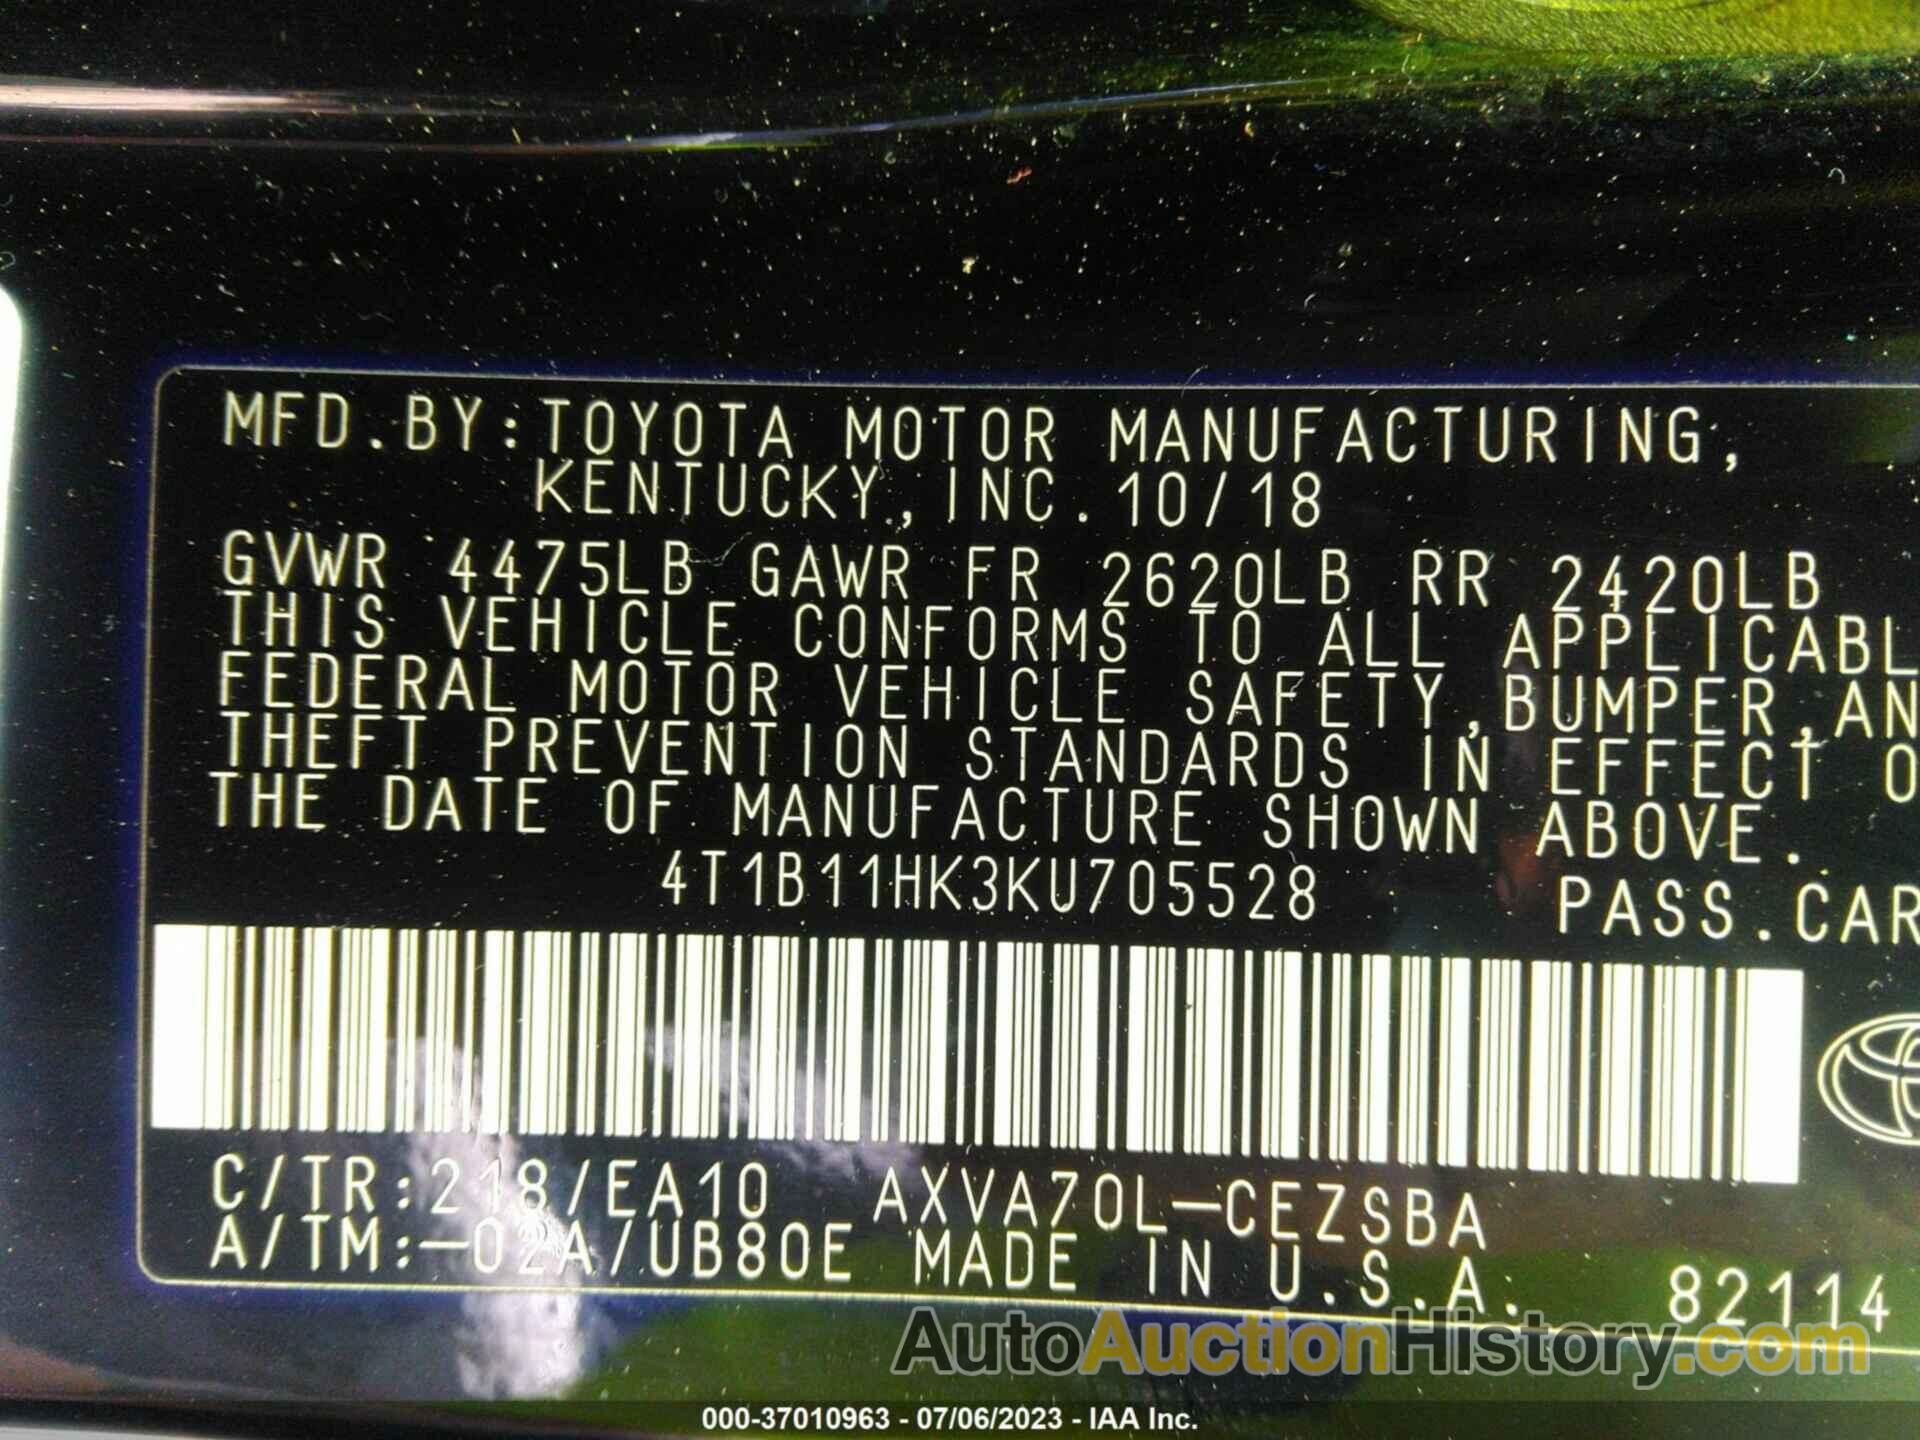 MFD.BY:TOYOTA MOTOR MANUFACTURING,
KENTUCKY,INC.10/18
GVWR 4475LB GAWR FR 2620LB RR 2420LB
THIS VEHICLE CONFORMS TO ALL APPLICABL
FEDERAL MOTOR VEHICLE SAFETY,BUMPER,AN
THEFT PREVENTION STANDARDS IN EFFECT O
THE DATE OF MANUFACTURE SHOWN ABOVE.
4T1B11HK3KU705528 PASS.CAR
C/TR:218/EA10 AXVA70L-CEZSBA
A/TM:-02A/UB80E MADE IN U.S.A. 82114
AutoAuctionHistory.com
000-37010963 - 07/06/2023 - IAA Inc.